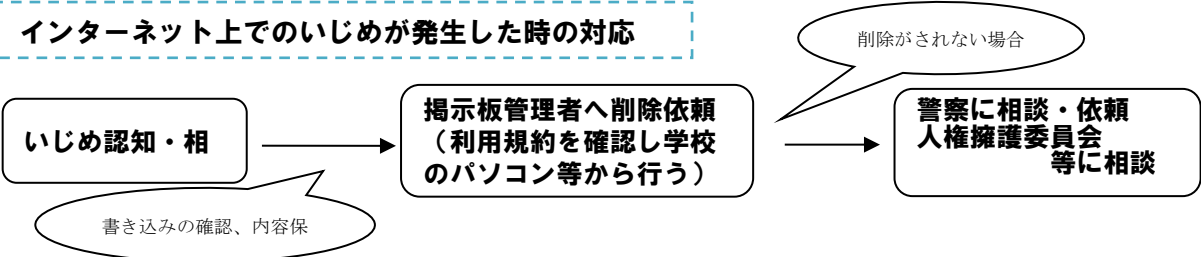 インターネット上でのいじめが発生した時の対応
削除がされない場合
いじめ認知・相
掲示板管理者へ削除依頼
（利用規約を確認し学校
のパソコン等から行う）
警察に相談・依頼
人権擁護委員会
等に相談
書き込みの確認、内容保